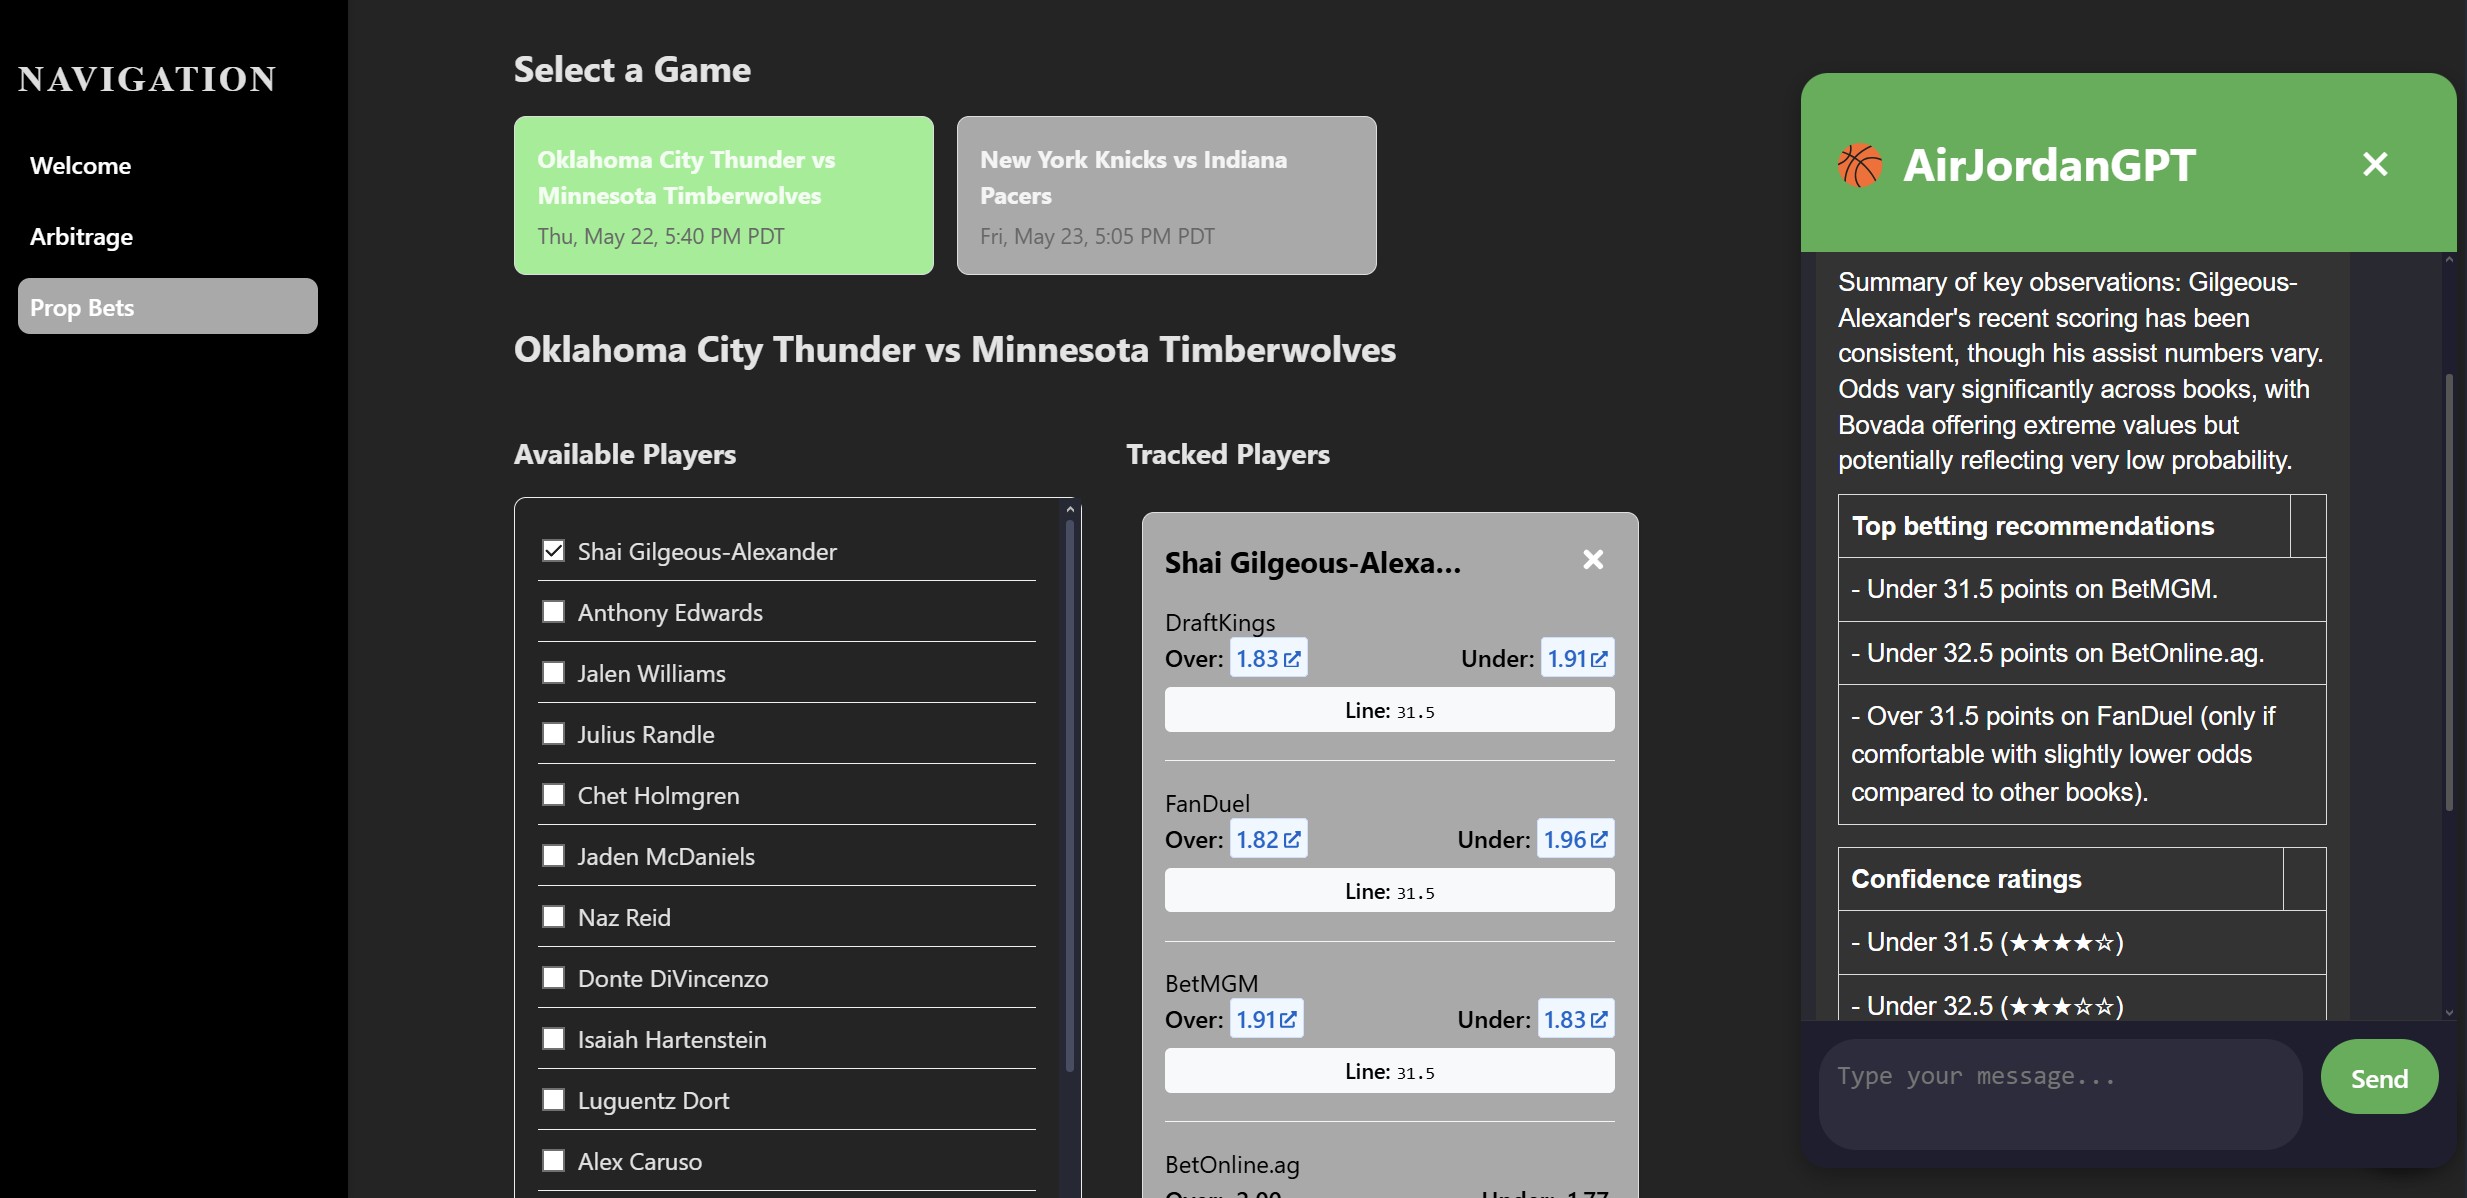 NAVIGATION
Welcome
Arbitrage
Prop Bets
Select a Game
Oklahoma City Thunder vs
Minnesota Timberwolves
Thu, May 22, 5:40 PM PDT
New York Knicks vs Indiana
Pacers
Fri, May 23, 5:05 PM PDT
Oklahoma City Thunder vs Minnesota Timberwolves
Available Players
Shai Gilgeous-Alexander
Anthony Edwards
Jalen Williams
Julius Randle
Chet Holmgren
Jaden McDaniels
Naz Reid
Donte DiVincenzo
Isaiah Hartenstein
Luguentz Dort
Alex Caruso
Tracked Players
Shai Gilgeous-Alexa...
DraftKings
Over: 1.83 Under: 1.91
Line: 31.5
FanDuel
Over: 1.82 Under: 1.96
Line: 31.5
BetMGM
Over: 1.91 Under: 1.83
Line: 31.5
BetOnline.ag
Over: 2.00 Under: 1.77
AirJordanGPT
Summary of key observations: Gilgeous-
Alexander's recent scoring has been
consistent, though his assist numbers vary.
Odds vary significantly across books, with
Bovada offering extreme values but
potentially reflecting very low probability.
Top betting recommendations
- Under 31.5 points on BetMGM.
- Under 32.5 points on BetOnline.ag.
- Over 31.5 points on FanDuel (only if
comfortable with slightly lower odds
compared to other books).
Confidence ratings
- Under 31.5 (★★★★☆)
- Under 32.5 (★★★☆☆)
Type your message...
Send